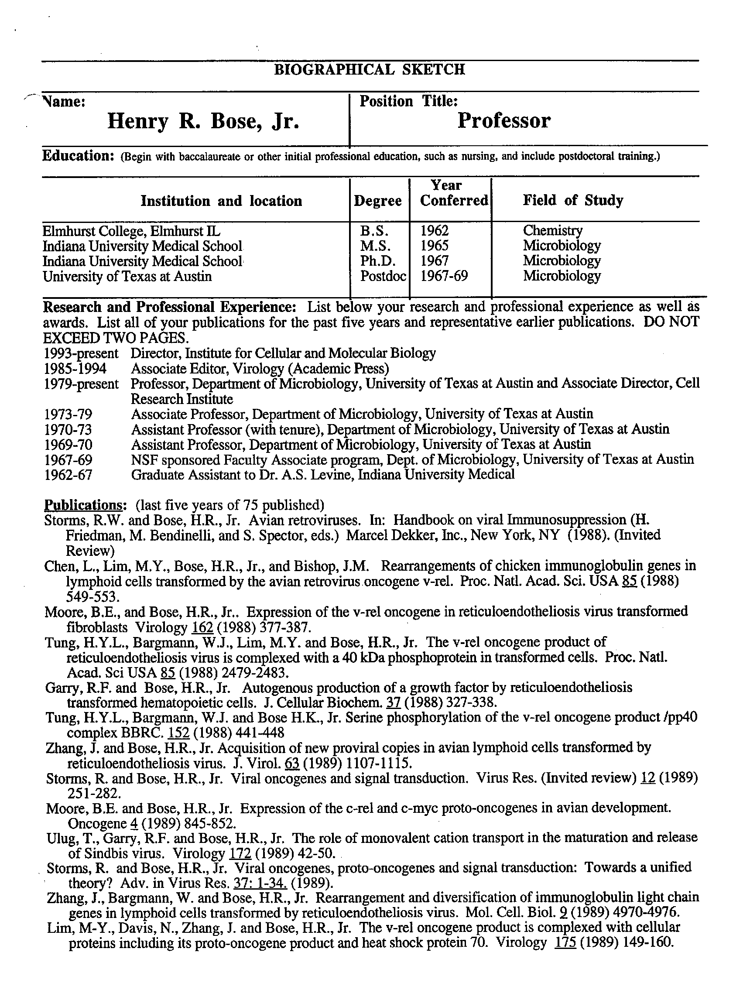 BIOGRAPHICAL SKETCH
Name:
Position Title:
Henry R. Bose, Jr.
Professor
Education: (Begin with baccalaureate or other initial professional education, such as nursing, and include postdoctoral training.)
Institution and location Degree Year Conferred Field of Study
Elmhurst College, Elmhurst IL B.S. 1962 Chemistry
Indiana University Medical School M.S. 1965 Microbiology
Indiana University Medical School Ph.D. 1967 Microbiology
University of Texas at Austin Postdoc 1967-69 Microbiology
Research and Professional Experience: List below your research and professional experience as well as
awards. List all of your publications for the past five years and representative earlier publications. DO NOT
EXCEED TWO PAGES.
1993-present Director, Institute for Cellular and Molecular Biology
1985-1994 Associate Editor, Virology (Academic Press)
1979-present Professor, Department of Microbiology, University of Texas at Austin and Associate Director, Cell
Research Institute
1973-79 Associate Professor, Department of Microbiology, University of Texas at Austin
1970-73 Assistant Professor (with tenure), Department of Microbiology, University of Texas at Austin
1969-70 Assistant Professor, Department of Microbiology, University of Texas at Austin
1967-69 NSF sponsored Faculty Associate program, Dept. of Microbiology, University of Texas at Austin
1962-67 Graduate Assistant to Dr. A.S. Levine, Indiana University Medical
Publications: (last five years of 75 published)
Storms, R.W. and Bose, H.R., Jr. Avian retroviruses. In: Handbook on viral Immunosuppression (H.
Friedman, M. Bendinelli, and S. Spector, eds.) Marcel Dekker, Inc., New York, NY (1988). (Invited
Review)
Chen, L., Lim, M.Y., Bose, H.R., Jr., and Bishop, J.M. Rearrangements of chicken immunoglobulin genes in
lymphoid cells transformed by the avian retrovirus oncogene v-rel. Proc. Natl. Acad. Sci. USA 85 (1988)
549-553.
Moore, B.E., and Bose, H.R., Jr.. Expression of the v-rel oncogene in reticuloendotheliosis virus transformed
fibroblasts Virology 162 (1988) 377-387.
Tung, H.Y.L., Bargmann, W.J., Lim, M.Y. and Bose, H.R., Jr. The v-rel oncogene product of
reticuloendotheliosis virus is complexed with a 40 kDa phosphoprotein in transformed cells. Proc. Natl.
Acad. Sci USA 85 (1988) 2479-2483.
Garry, R.F. and Bose, H.R., Jr. Autogenous production of a growth factor by reticuloendotheliosis
transformed hematopoietic cells. J. Cellular Biochem. 37 (1988) 327-338.
Tung, H.Y.L., Bargmann, W.J. and Bose H.K., Jr. Serine phosphorylation of the v-rel oncogene product /pp40
complex BBRC. 152 (1988) 441-448
Zhang, J. and Bose, H.R., Jr. Acquisition of new proviral copies in avian lymphoid cells transformed by
reticuloendotheliosis virus. J. Virol. 63 (1989) 1107-1115.
Storms, R. and Bose, H.R., Jr. Viral oncogenes and signal transduction. Virus Res. (Invited review) 12 (1989)
251-282.
Moore, B.E. and Bose, H.R., Jr. Expression of the c-rel and c-myc proto-oncogenes in avian development.
Oncogene 4 (1989) 845-852.
Ulug, T., Garry, R.F. and Bose, H.R., Jr. The role of monovalent cation transport in the maturation and release
of Sindbis virus. Virology 172 (1989) 42-50.
Storms, R. and Bose, H.R., Jr. Viral oncogenes, proto-oncogenes and signal transduction: Towards a unified
theory? Adv. in Virus Res. 37: 1-34. (1989).
Zhang, J., Bargmann, W. and Bose, H.R., Jr. Rearrangement and diversification of immunoglobulin light chain
genes in lymphoid cells transformed by reticuloendotheliosis virus. Mol. Cell. Biol. 9 (1989) 4970-4976.
Lim, M-Y., Davis, N., Zhang, J. and Bose, H.R., Jr. The v-rel oncogene product is complexed with cellular
proteins including its proto-oncogene product and heat shock protein 70. Virology 175 (1989) 149-160.